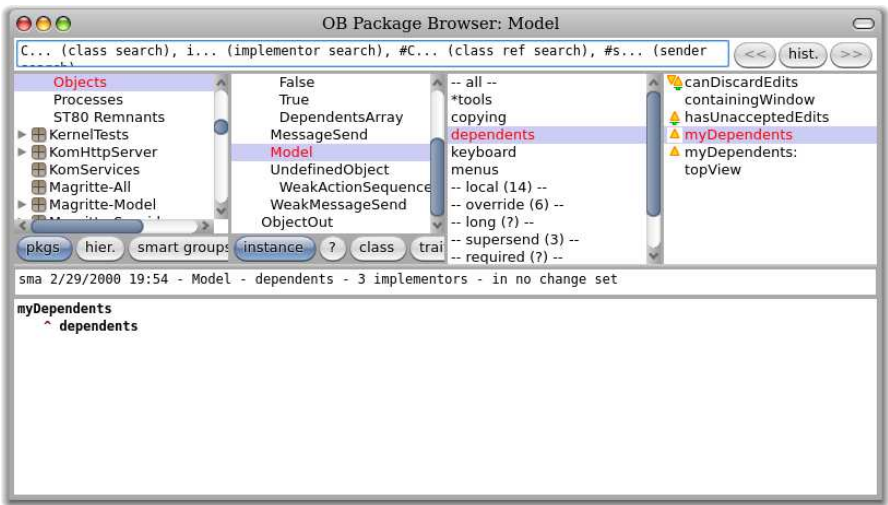 OB Package Browser: Model
C... (class search), i... (implementor search), #C... (class ref search), #s... (sender
search)
<<
hist.
>>
Objects
Processes
ST80 Remnants
KernelTests
KomHttpServer
KomServices
Magritte-All
Magritte-Model
False
True
DependentsArray
MessageSend
Model
UndefinedObject
WeakActionSequence
WeakMessageSend
ObjectOut
-- all --
*tools
copying
dependents
keyboard
menus
-- local (14) --
-- override (6) --
-- long (?) --
-- supersend (3) --
-- required (?) --
canDiscardEdits
containingWindow
hasUnacceptedEdits
myDependents
myDependents:
topView
pkgs
hier.
smart groups
instance
?
class
trai
sma 2/29/2000 19:54 - Model - dependents - 3 implementors - in no change set
myDependents
^ dependents